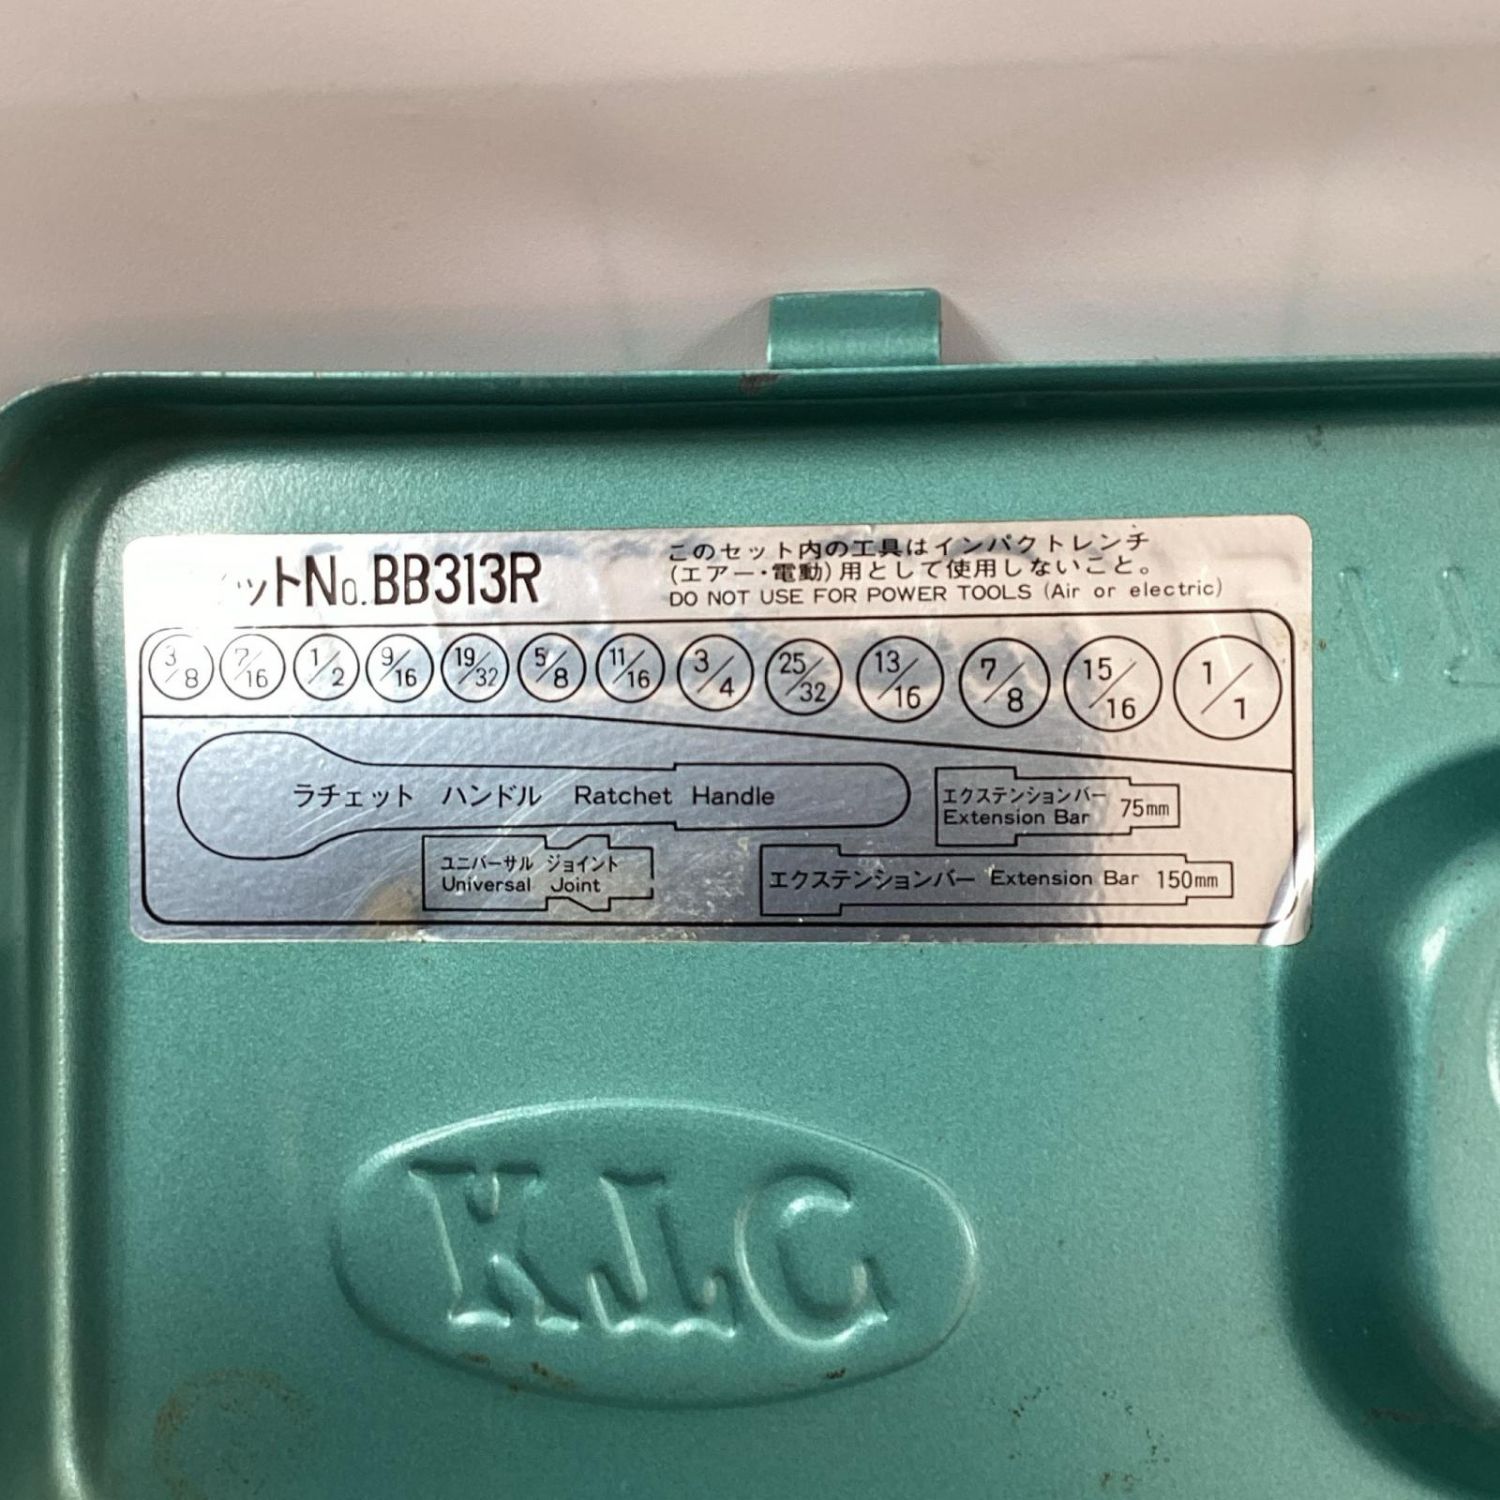 ットNo.BB313R
このセット内の工具はインパクトレンチ
(エアー・電動)用として使用しないこと。
DO NOT USE FOR POWER TOOLS (Air or electric)
3/8 7/16 1/2 9/16 19/32 5/8 11/16 3/4 25/32 13/16 7/8 15/16 1/1
ラチェット ハンドル Ratchet Handle
エクステンションバー
Extension Bar 75mm
ユニバーサル ジョイント
Universal Joint
エクステンションバー Extension Bar 150mm